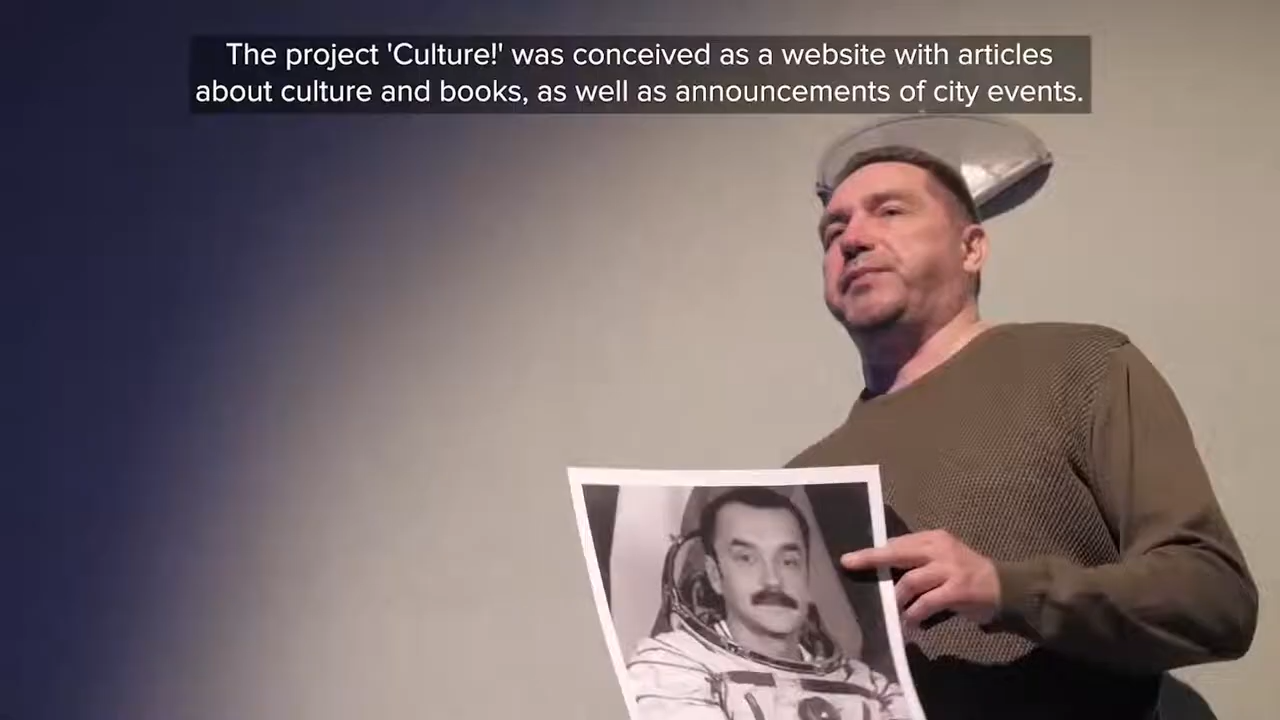 The project 'Culture!' was conceived as a website with articles
about culture and books, as well as announcements of city events.